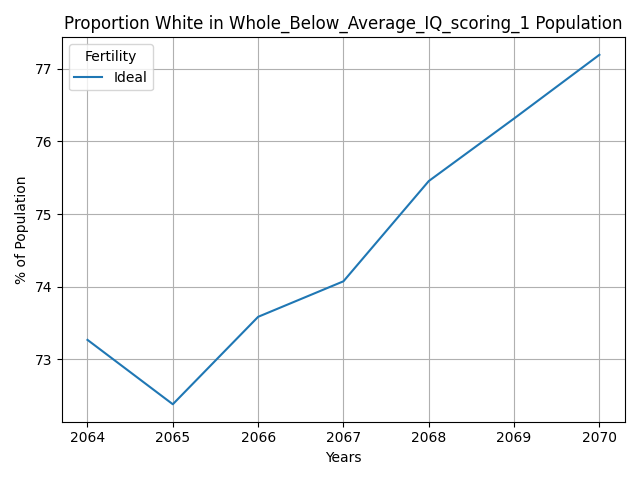 Proportion White in Whole_Below_Average_IQ_scoring_1 Population
Fertility
Ideal
% of Population
77
76
75
74
73
2064 2065 2066 2067 2068 2069 2070
Years